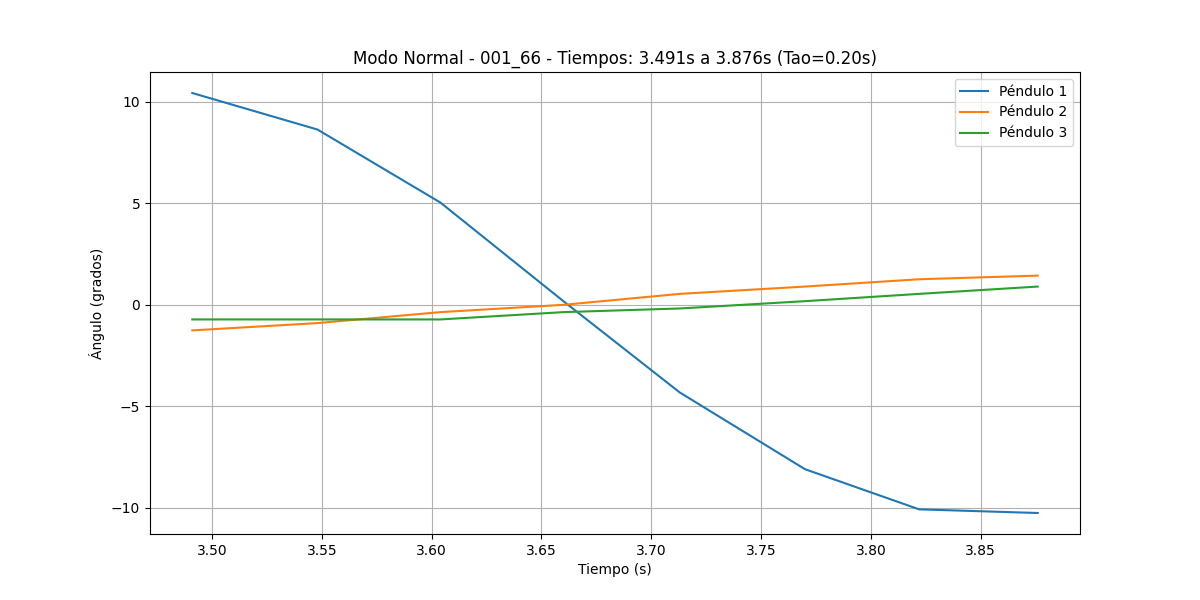 Modo Normal - 001_66 - Tiempos: 3.491s a 3.876s (Tao=0.20s)
Péndulo 1
Péndulo 2
Péndulo 3
Ángulo (grados)
10
5
0
−5
−10
3.50 3.55 3.60 3.65 3.70 3.75 3.80 3.85
Tiempo (s)